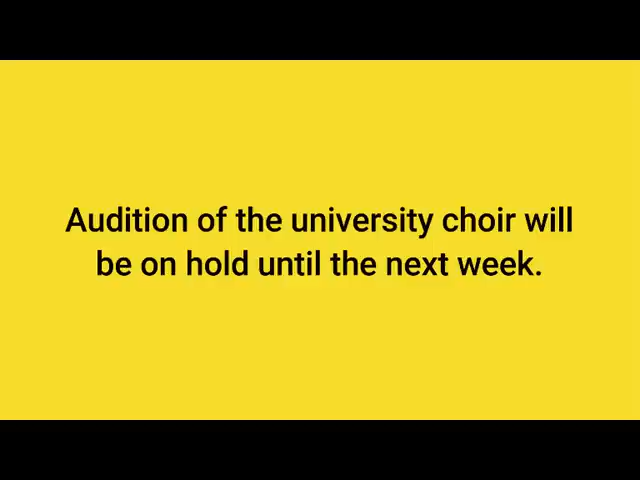 Audition of the university choir will
be on hold until the next week.